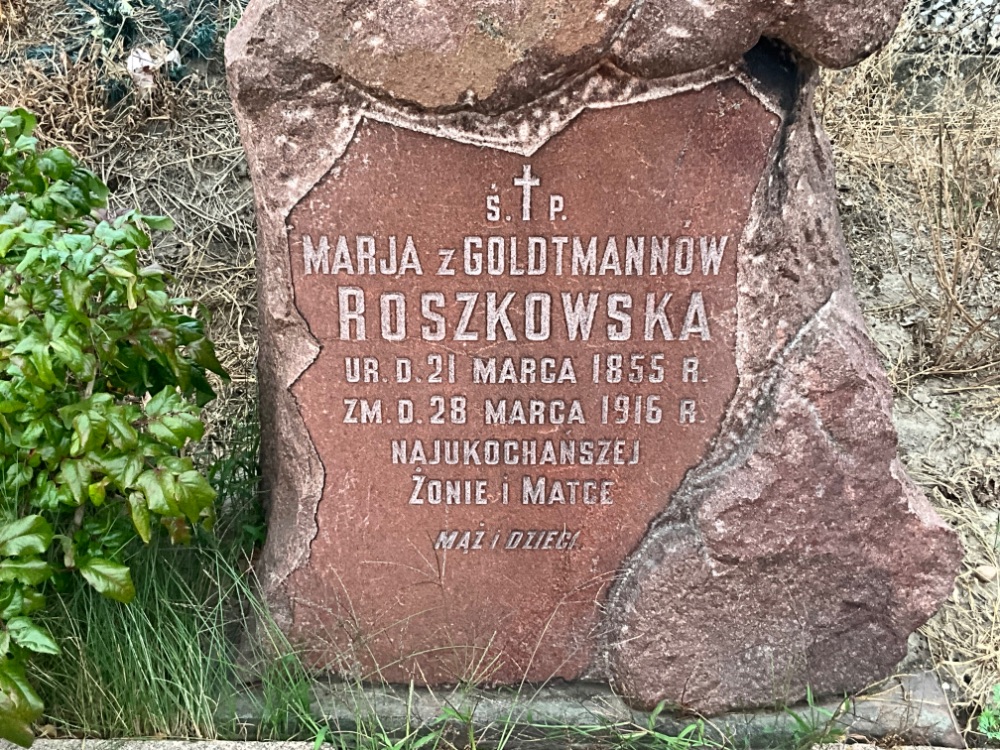 Ś. P.
MARJA z GOLDTMANNÓW
ROSZKOWSKA
UR. D. 21 MARCA 1855 R.
ZM. D. 28 MARCA 1916 R.
NAJUKOCHAŃSZEJ
ŻONIE I MATCE
MĄŻ I DZIECI.